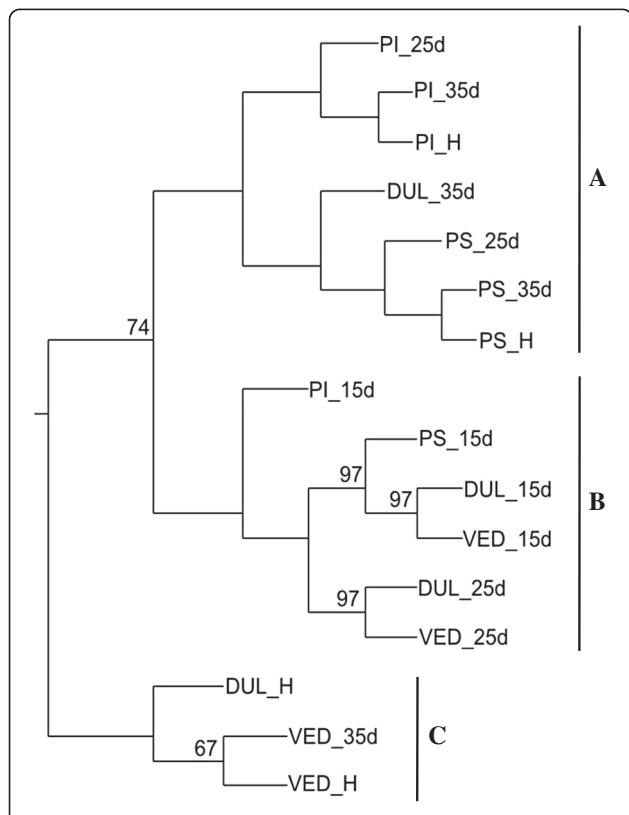 PI_25d
PI_35d
PI_H
DUL_35d
A
PS_25d
PS_35d
74
PS_H
PI_15d
PS_15d
97
97
DUL_15d
B
VED_15d
97
DUL_25d
VED_25d
DUL_H
67
VED_35d
C
VED_H